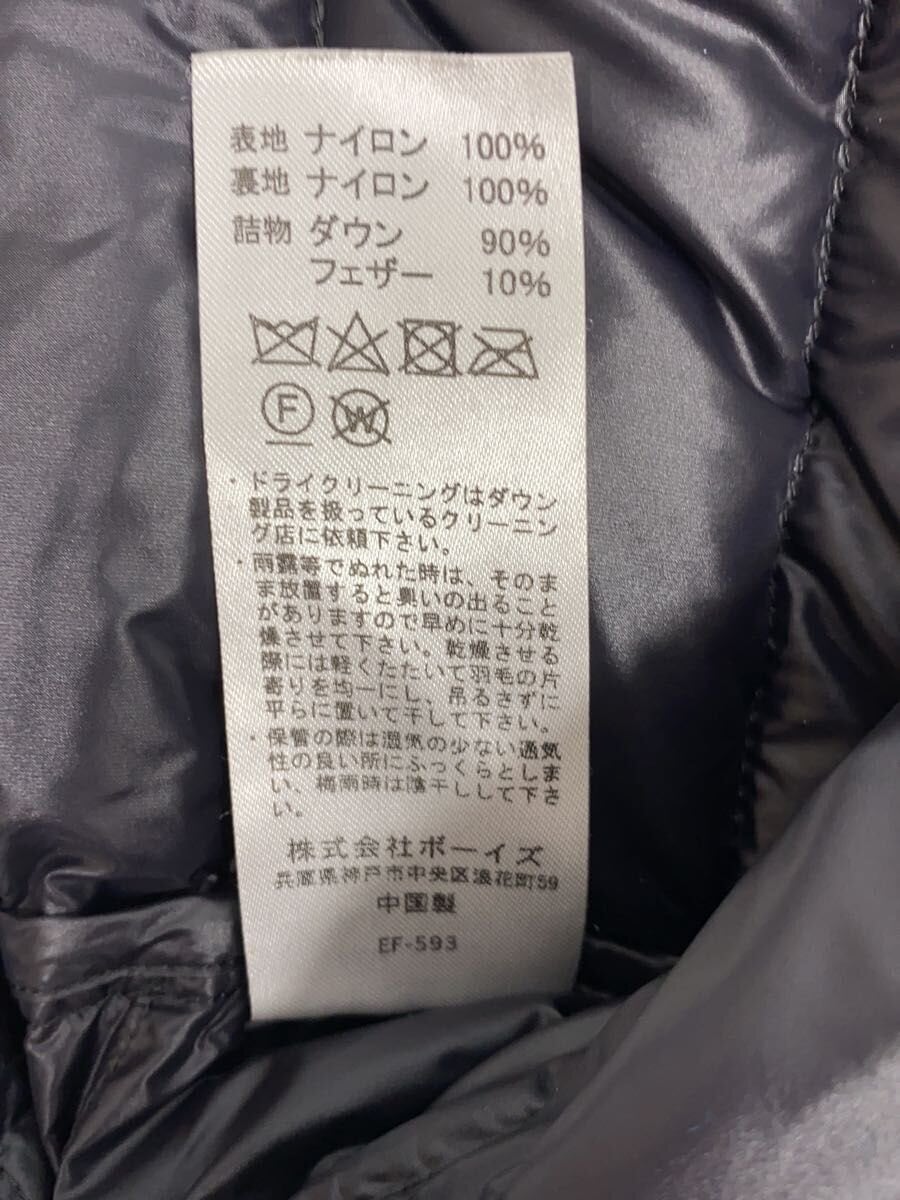 表地 ナイロン 100%
裏地 ナイロン 100%
詰物 ダウン 90%
フェザー 10%
F
W
・ドライクリーニングはダウン
製品を扱っているクリーニン
グ店に依頼下さい。
・雨露等でぬれた時は、そのま
ま放置すると臭いの出ること
がありますので早めに十分乾
燥させて下さい。乾燥させる
際には軽くたたいて羽毛の片
寄りを均一にし、吊るさずに
平らに置いて干して下さい。
・保管の際は湿気の少ない通気
性の良い所にふっくらとしま
い、梅雨時は陰干しして下さ
い。
株式会社ボーイズ
兵庫県神戸市中央区浪花町59
中国製
EF-593